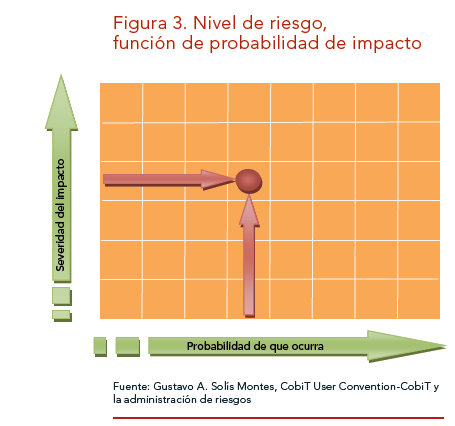 Figura 3. Nivel de riesgo,
función de probabilidad de impacto
Severidad del impacto
Probabilidad de que ocurra
Fuente: Gustavo A. Solís Montes, CobiT User Convention-CobiT y
la administración de riesgos